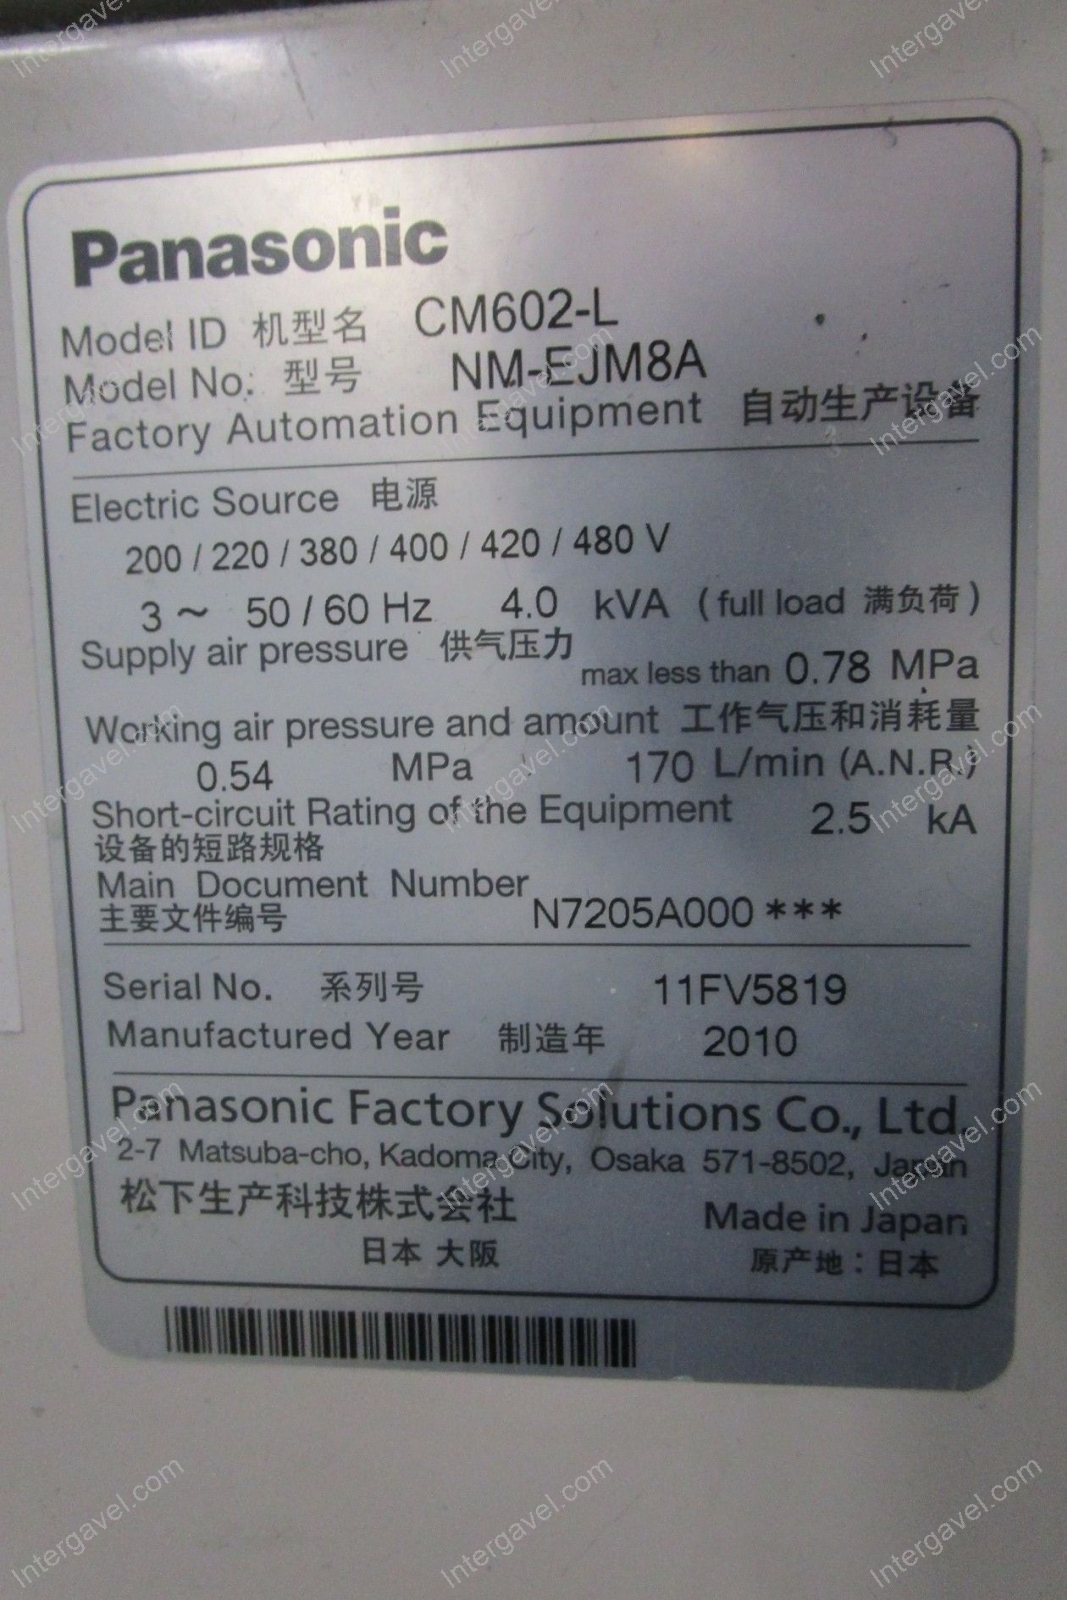 Panasonic
Model ID 机型名 CM602-L
Model No. 型号 NM-EJM8A
Factory Automation Equipment 自动生产设备
Electric Source 电源
200 / 220 / 380 / 400 / 420 / 480 V
3 ~ 50 / 60 Hz 4.0 kVA (full load 满负荷)
Supply air pressure 供气压力
max less than 0.78 MPa
Working air pressure and amount 工作气压和消耗量
0.54 MPa 170 L/min (A.N.R.)
Short-circuit Rating of the Equipment 2.5 kA
设备的短路规格
Main Document Number
主要文件编号 N7205A000 ***
Serial No. 系列号 11FV5819
Manufactured Year 制造年 2010
Panasonic Factory Solutions Co., Ltd.
2-7 Matsuba-cho, Kadoma City, Osaka 571-8502, Japan
松下生产科技株式会社
Made in Japan
日本 大阪
原产地：日本
Intergavel.com